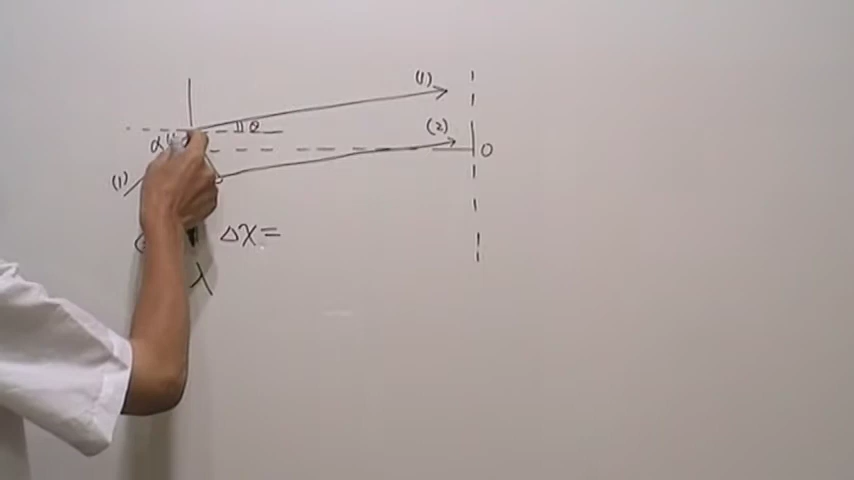 (1)
θ
(2)
α
O
(1)
Δx=
λ